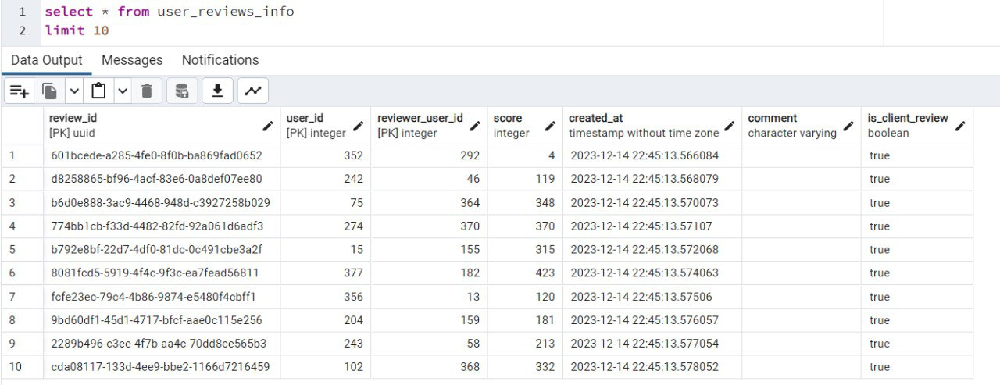 1 select * from user_reviews_info
2 limit 10
Data Output Messages Notifications
review_id user_id reviewer_user_id score created_at comment is_client_review
[PK] uuid [PK] integer [PK] integer integer timestamp without time zone character varying boolean
1 601bcede-a285-4fe0-8f0b-ba869fad0652 352 292 4 2023-12-14 22:45:13.566084 true
2 d8258865-bf96-4acf-83e6-0a8def07ee80 242 46 119 2023-12-14 22:45:13.568079 true
3 b6d0e888-3ac9-4468-948d-c3927258b029 75 364 348 2023-12-14 22:45:13.570073 true
4 774bb1cb-f33d-4482-82fd-92a061d6adf3 274 370 370 2023-12-14 22:45:13.57107 true
5 b792e8bf-22d7-4df0-81dc-0c491cbe3a2f 15 155 315 2023-12-14 22:45:13.572068 true
6 8081fcd5-5919-4f4c-9f3c-ea7fead56811 377 182 423 2023-12-14 22:45:13.574063 true
7 fcfe23ec-79c4-4b86-9874-e5480f4cbff1 356 13 120 2023-12-14 22:45:13.57506 true
8 9bd60df1-45d1-4717-bfcf-aae0c115e256 204 159 181 2023-12-14 22:45:13.576057 true
9 2289b496-c3ee-4f7b-aa4c-70dd8ce565b3 243 58 213 2023-12-14 22:45:13.577054 true
10 cda08117-133d-4ee9-bbe2-1166d7216459 102 368 332 2023-12-14 22:45:13.578052 true